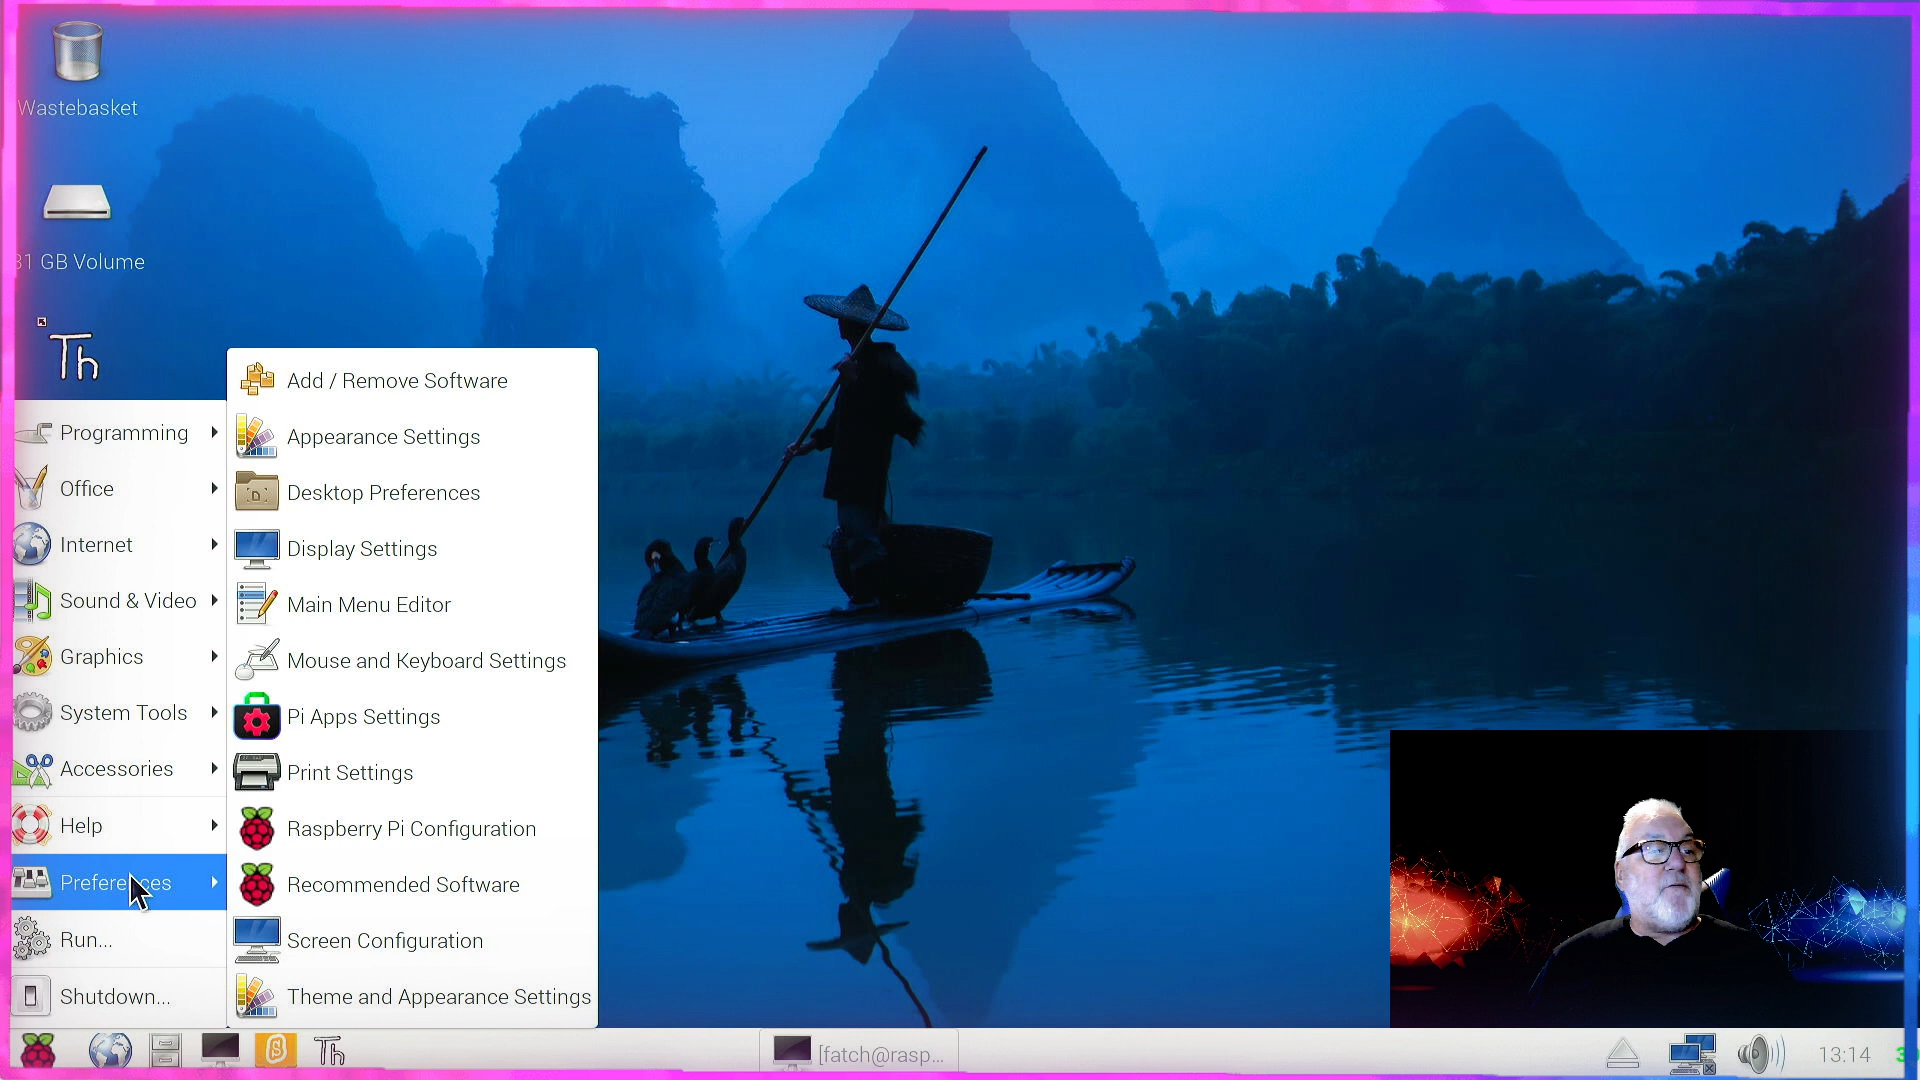 Wastebasket
31 GB Volume
Th
Programming
Office
Internet
Sound & Video
Graphics
System Tools
Accessories
Help
Preferences
Run...
Shutdown...
Add / Remove Software
Appearance Settings
Desktop Preferences
Display Settings
Main Menu Editor
Mouse and Keyboard Settings
Pi Apps Settings
Print Settings
Raspberry Pi Configuration
Recommended Software
Screen Configuration
Theme and Appearance Settings
Th
[fatch@rasp...
13:14